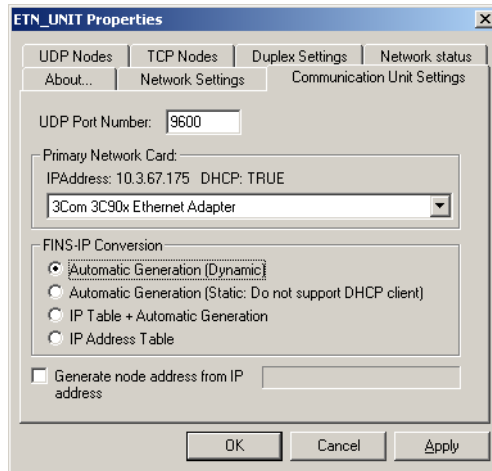 ETN_UNIT Properties
UDP Nodes TCP Nodes Duplex Settings Network status
About... Network Settings Communication Unit Settings
UDP Port Number: 9600
Primary Network Card:
IPAddress: 10.3.67.175 DHCP: TRUE
3Com 3C90x Ethernet Adapter
FINS-IP Conversion
Automatic Generation (Dynamic)
Automatic Generation (Static: Do not support DHCP client)
IP Table + Automatic Generation
IP Address Table
Generate node address from IP
address
OK Cancel Apply